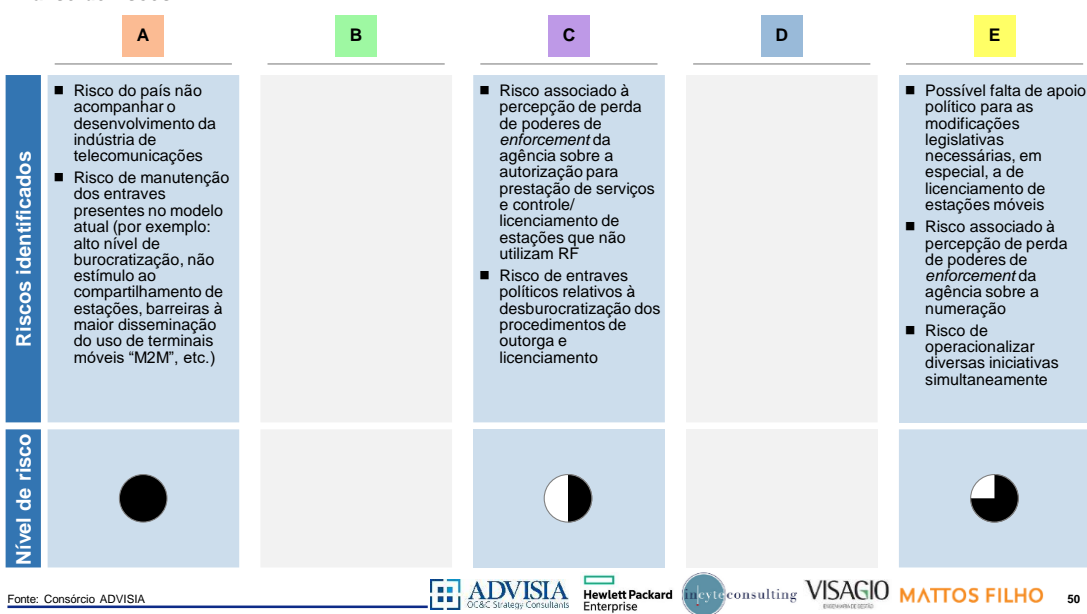 A
B
C
D
E
Riscos identificados
■ Risco do país não
acompanhar o
desenvolvimento da
indústria de
telecomunicações
■ Risco de manutenção
dos entraves
presentes no modelo
atual (por exemplo:
alto nível de
burocratização, não
estímulo ao
compartilhamento de
estações, barreiras à
maior disseminação
do uso de terminais
móveis “M2M”, etc.)
■ Risco associado à
percepção de perda
de poderes de
enforcement da
agência sobre a
autorização para
prestação de serviços
e controle/
licenciamento de
estações que não
utilizam RF
■ Risco de entraves
políticos relativos à
desburocratização dos
procedimentos de
outorga e
licenciamento
■ Possível falta de apoio
político para as
modificações
legislativas
necessárias, em
especial, a de
licenciamento de
estações móveis
■ Risco associado à
percepção de perda
de poderes de
enforcement da
agência sobre a
numeração
■ Risco de
operacionalizar
diversas iniciativas
simultaneamente
Nível de risco
Fonte: Consórcio ADVISIA
ADVISIA
OC&C Strategy Consultants
Hewlett Packard
Enterprise
incyteconsulting
VISAGIO
ENGENHARIA DE GESTÃO
MATTOS FILHO
50